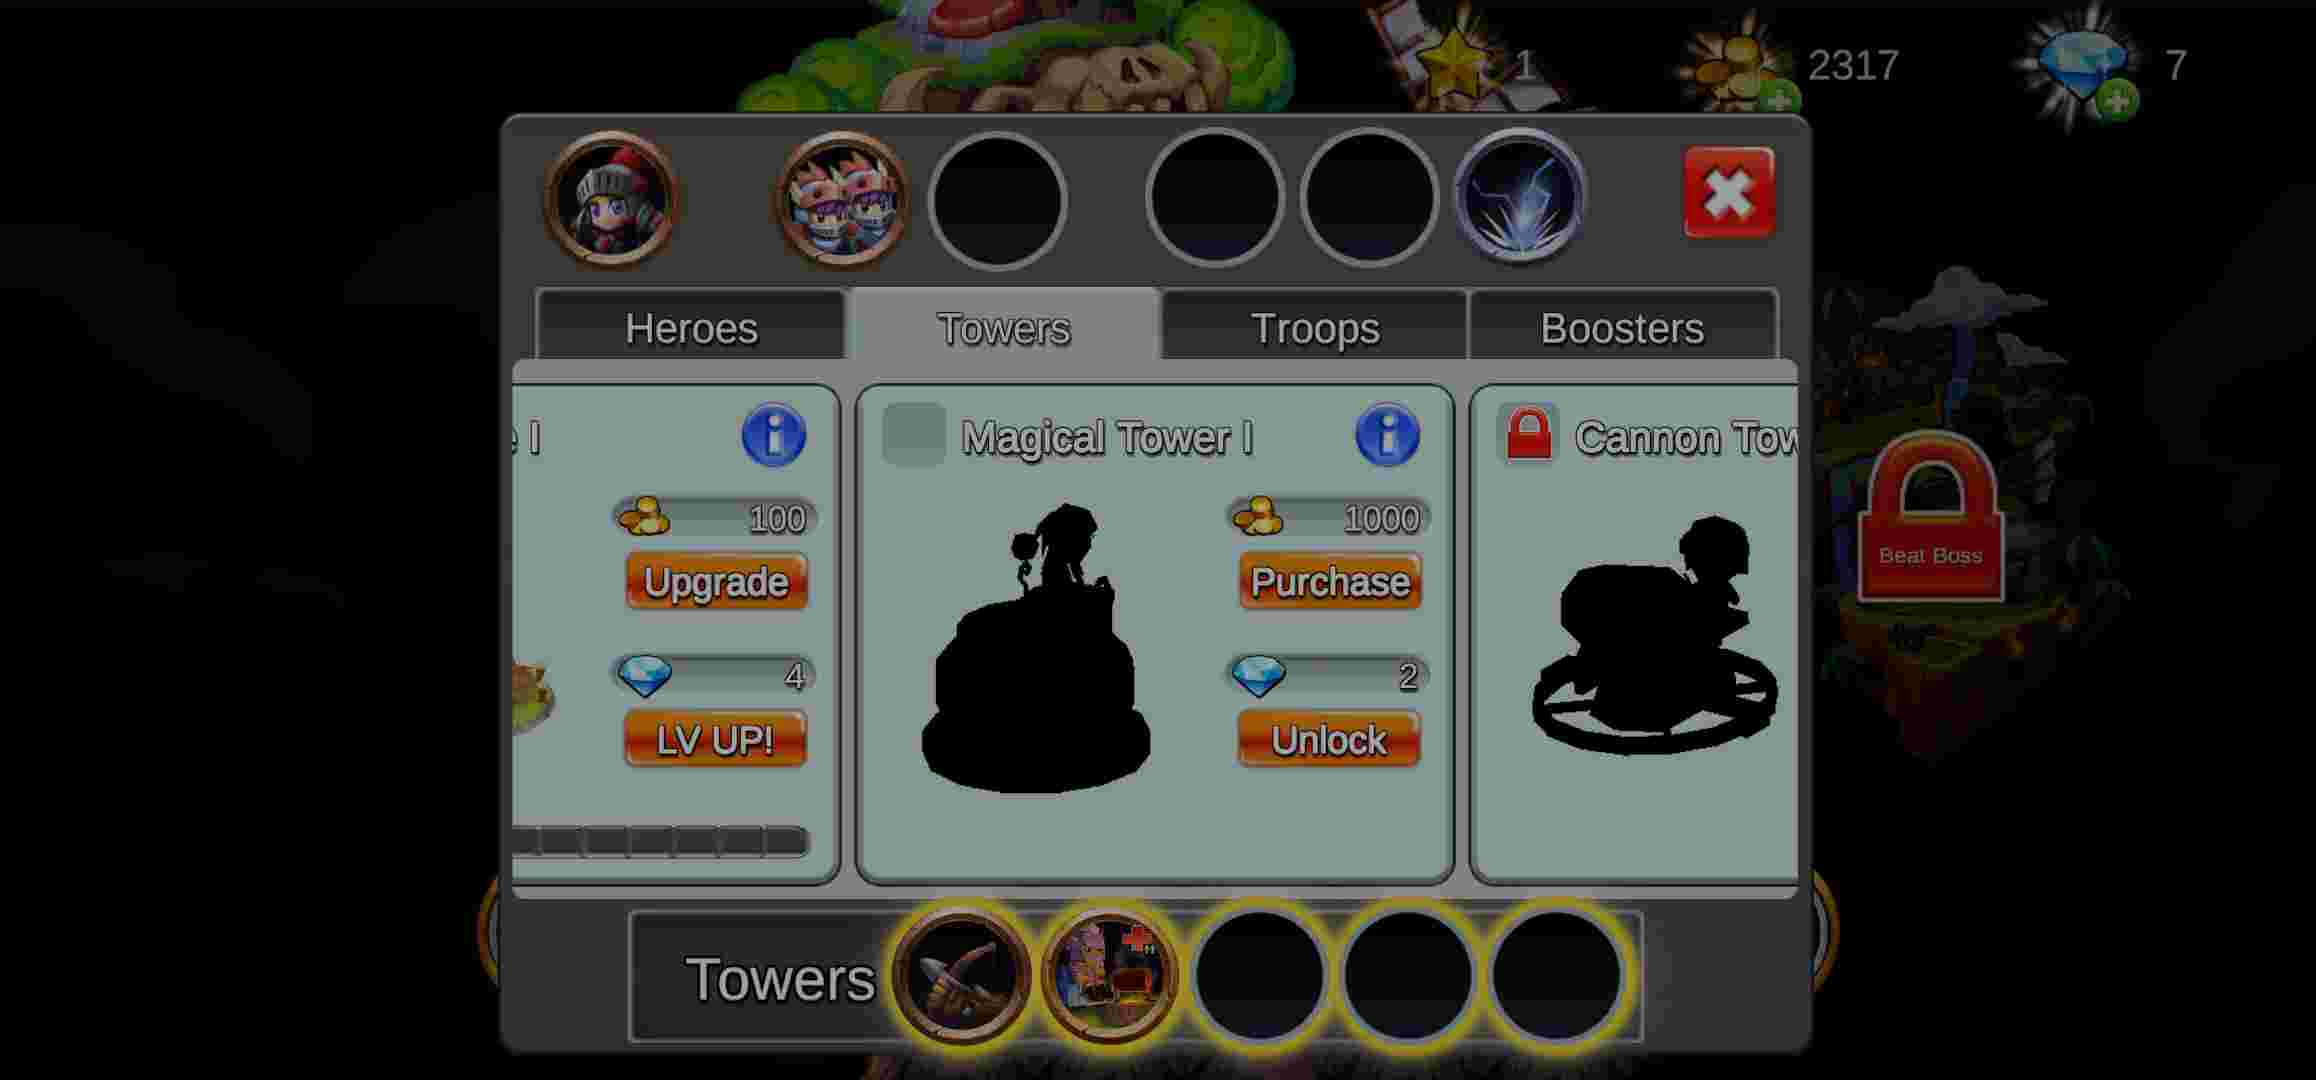 1
2317
7
Heroes
Towers
Troops
Boosters
e I
Magical Tower I
Cannon Tow
100
Upgrade
4
LV UP!
1000
Purchase
2
Unlock
Beat Boss
Towers